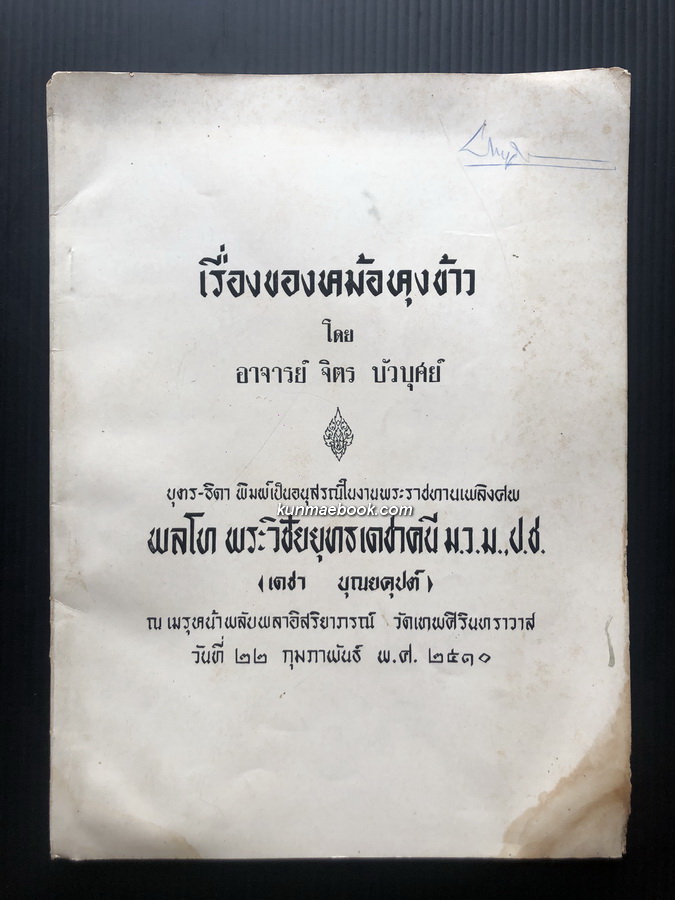 เรื่องของหม้อหุงข้าว
โดย
อาจารย์ จิตร บัวบุศย์
บุตร-ธิดา พิมพ์เป็นอนุสรณ์ในงานพระราชทานเพลิงศพ
kunmaebook.com
พลโท พระวิชัยยุทธเดชาคนี ม.ว.ม.,ป.ช.
(เดชา บุณยคุปต์)
ณ เมรุหน้าพลับพลาอิสริยาภรณ์ วัดเทพศิรินทราวาส
วันที่ ๒๒ กุมภาพันธ์ พ.ศ. ๒๕๑๐